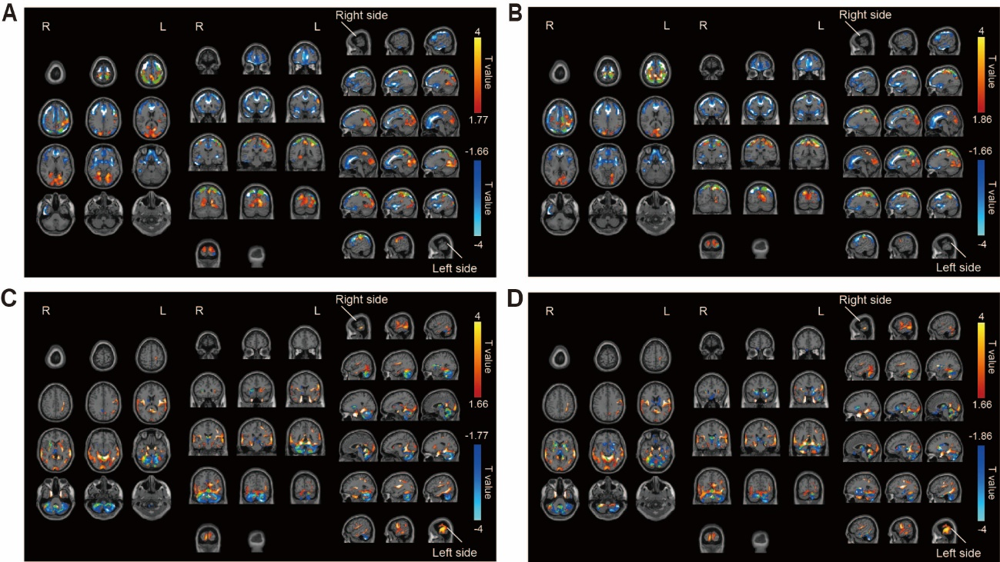 A
R
L
R
L
Right side
4
T value
1.77
-1.66
T value
-4
Left side
B
R
L
R
L
Right side
4
T value
1.86
-1.66
T value
-4
Left side
C
R
L
R
L
Right side
4
T value
1.66
-1.77
T value
-4
Left side
D
R
L
R
L
Right side
4
T value
1.66
-1.86
T value
-4
Left side